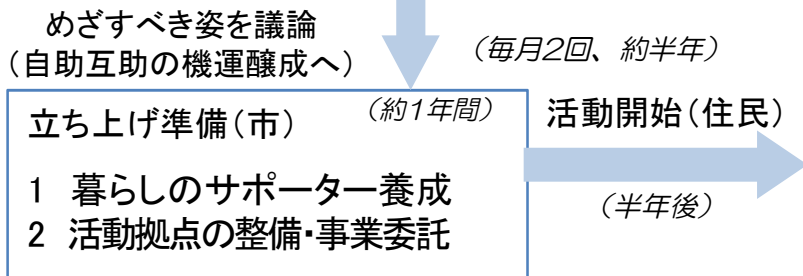 めざすべき姿を議論
(自助互助の機運醸成へ)
(毎月2回、約半年)
立ち上げ準備(市)
(約1年間)
活動開始(住民)
1 暮らしのサポーター養成
2 活動拠点の整備・事業委託
(半年後)